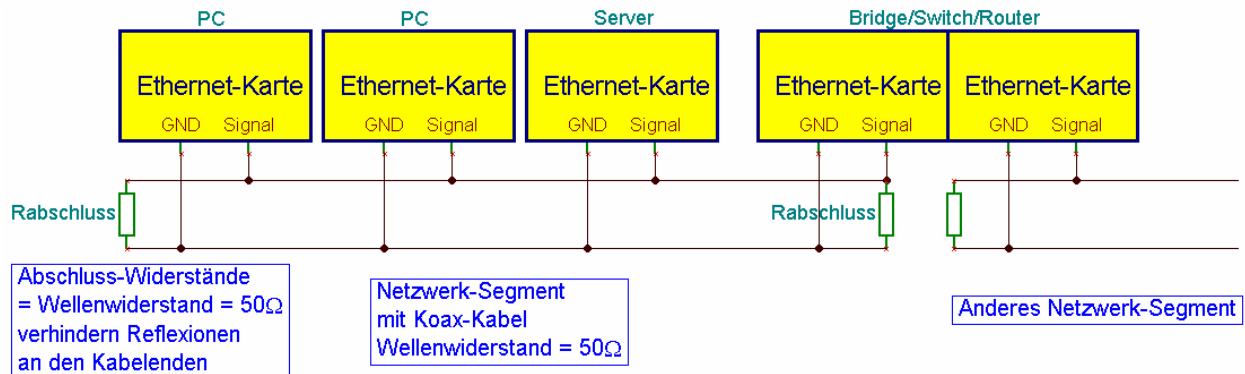 PC PC Server Bridge/Switch/Router
Ethernet-Karte Ethernet-Karte Ethernet-Karte Ethernet-Karte Ethernet-Karte
GND Signal GND Signal GND Signal GND Signal GND Signal
Rabschluss Rabschluss
Abschluss-Widerstände
= Wellenwiderstand = 50Ω
verhindern Reflexionen
an den Kabelenden
Netzwerk-Segment
mit Koax-Kabel
Wellenwiderstand = 50Ω
Anderes Netzwerk-Segment